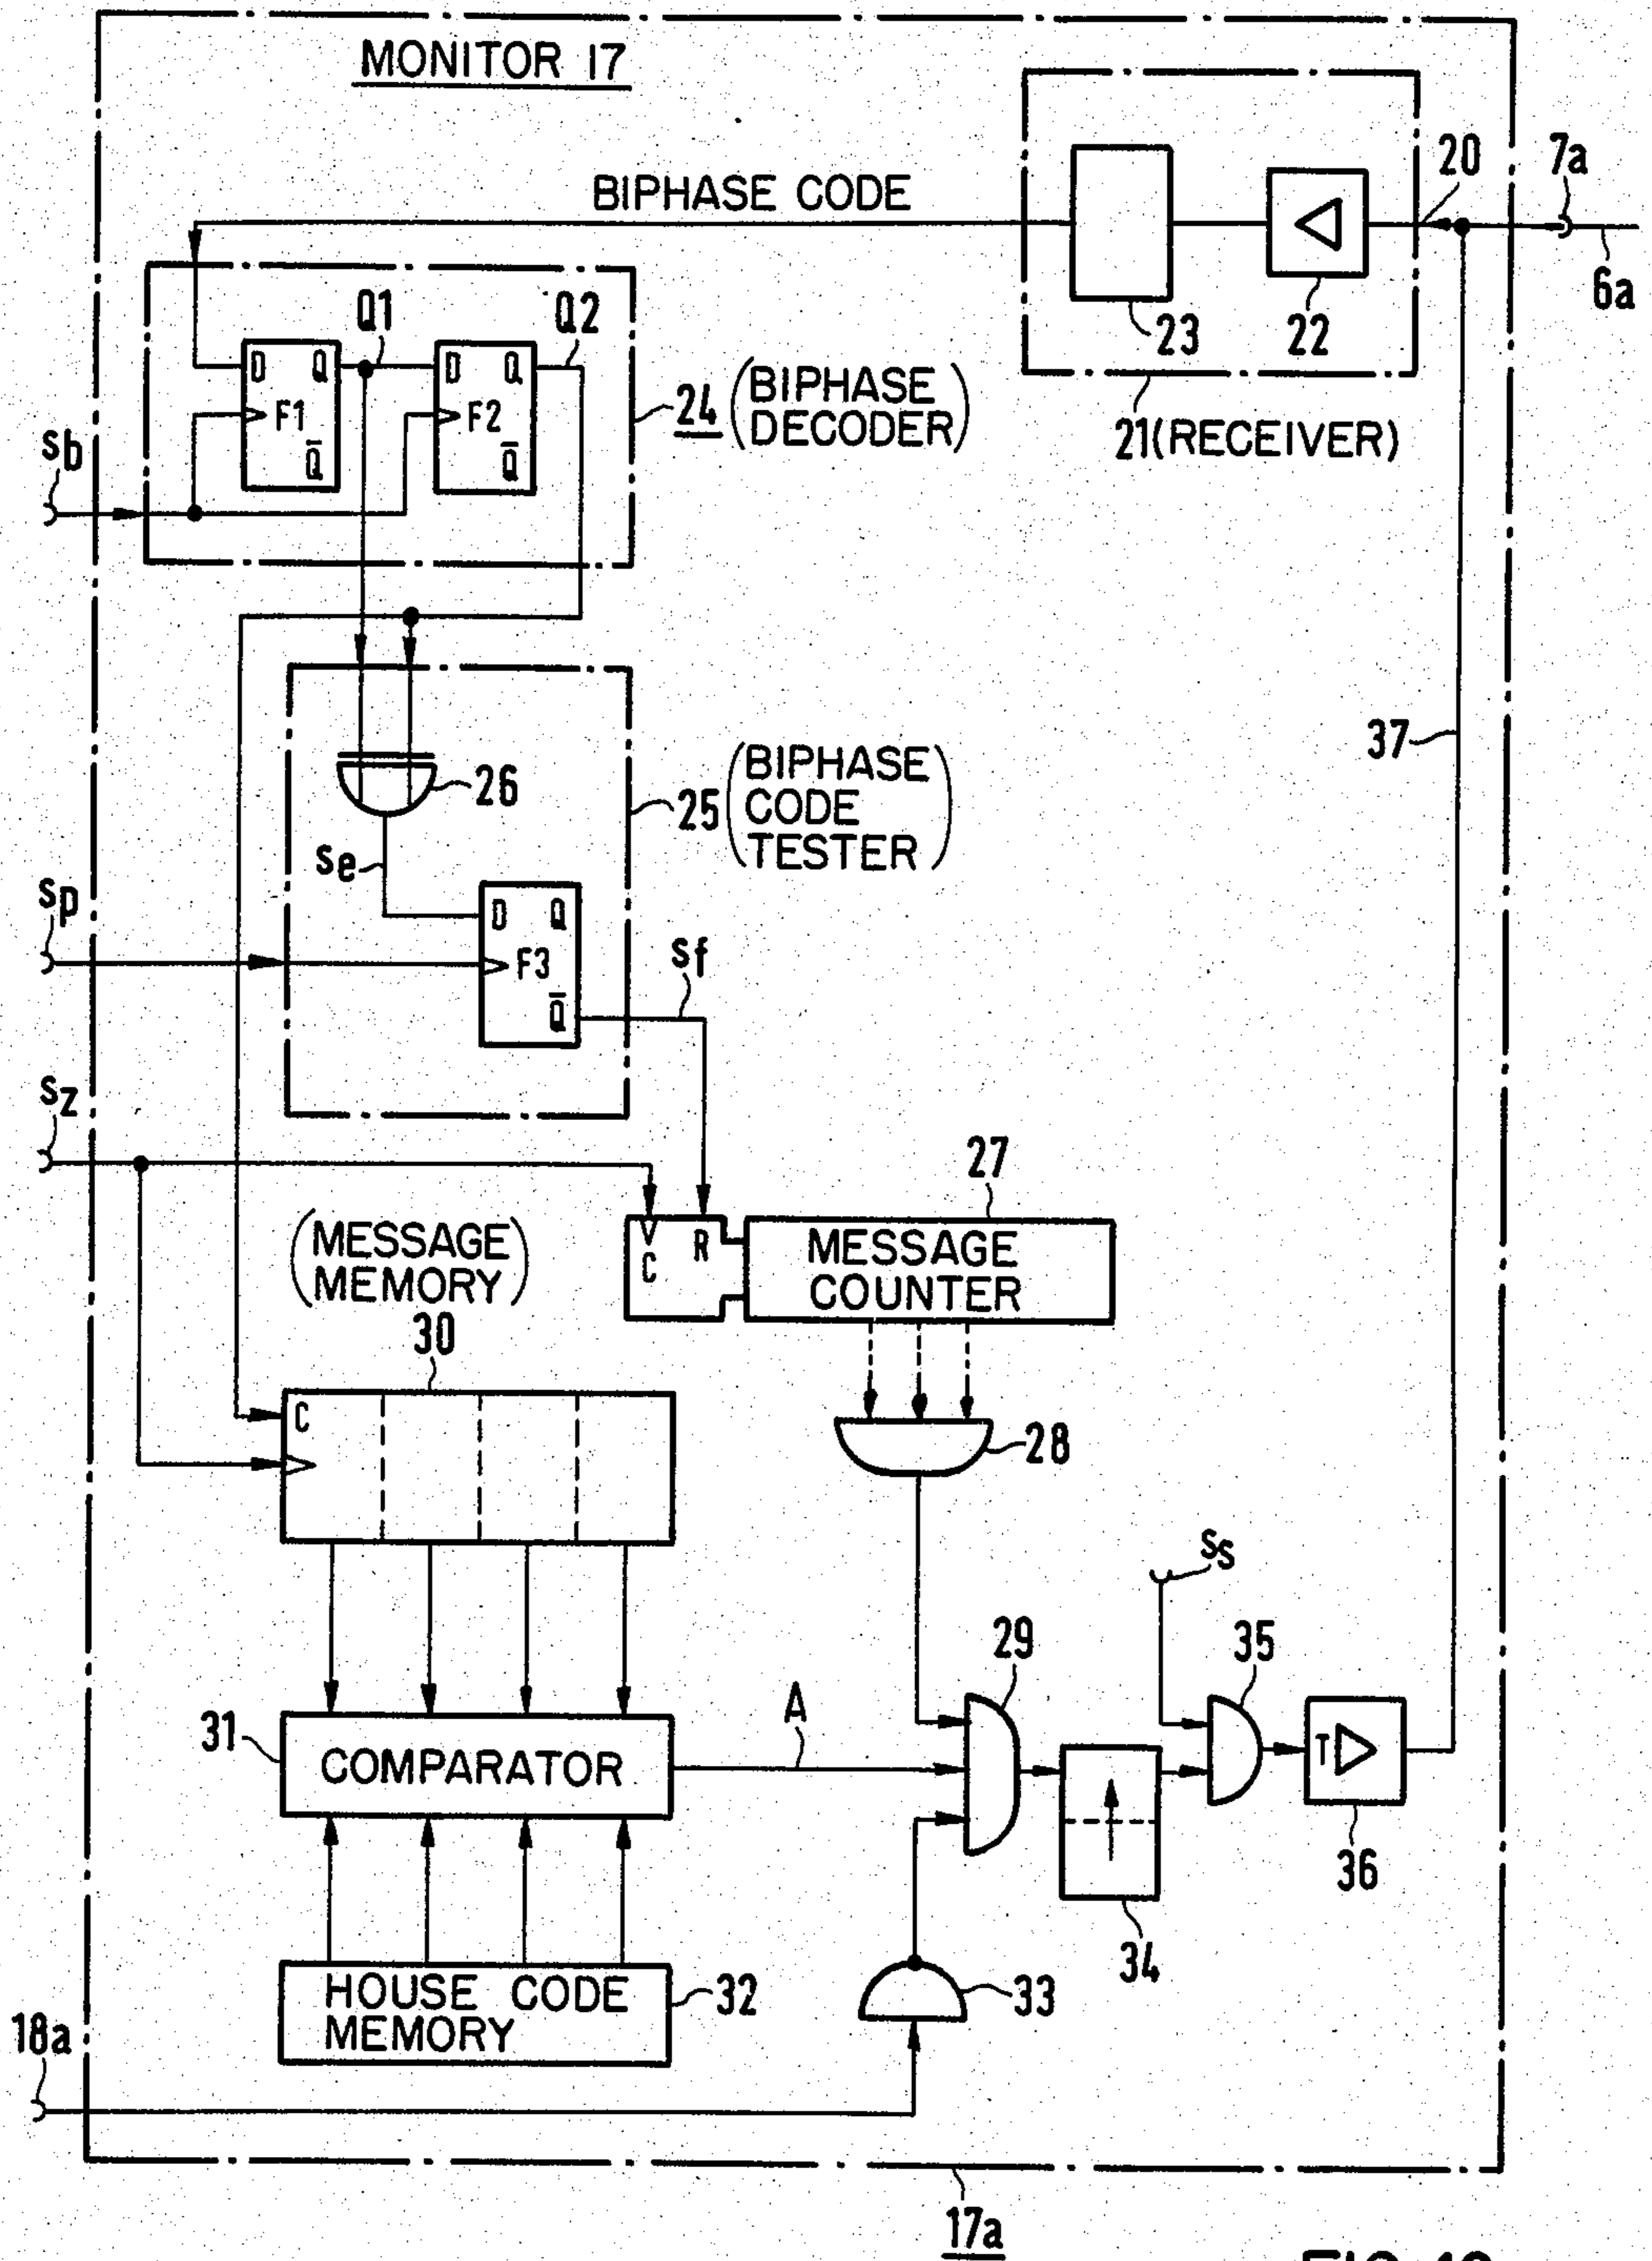 MONITOR 17
BIPHASE CODE
20
7a
6a
23
22
21(RECEIVER)
Q1
Q2
D Q
F1
Q̅
D Q
F2
Q̅
24 (BIPHASE
DECODER)
sb
26
25 (BIPHASE
CODE
TESTER)
37
se
sp
D Q
F3
Q̅
sf
sz
27
(MESSAGE
MEMORY)
30
C
R
MESSAGE
COUNTER
C
28
ss
29
35
A
31
COMPARATOR
T
36
34
HOUSE CODE
MEMORY
32
33
18a
17a